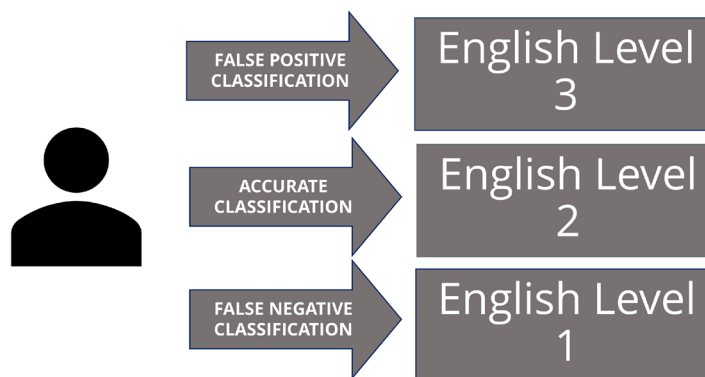 FALSE POSITIVE
CLASSIFICATION
English Level
3
ACCURATE
CLASSIFICATION
English Level
2
FALSE NEGATIVE
CLASSIFICATION
English Level
1